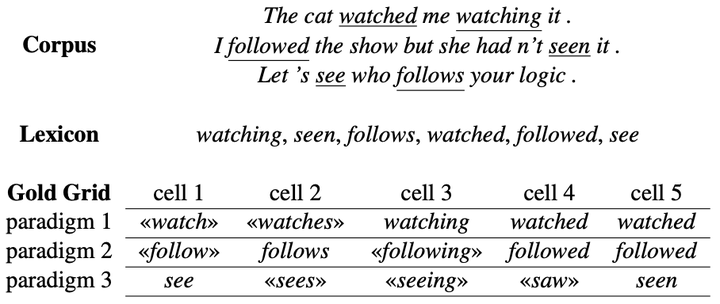 The cat watched me watching it .
Corpus I followed the show but she had n't seen it .
Let 's see who follows your logic .
Lexicon watching, seen, follows, watched, followed, see
Gold Grid cell 1 cell 2 cell 3 cell 4 cell 5
paradigm 1 «watch» «watches» watching watched watched
paradigm 2 «follow» follows «following» followed followed
paradigm 3 see «sees» «seeing» «saw» seen